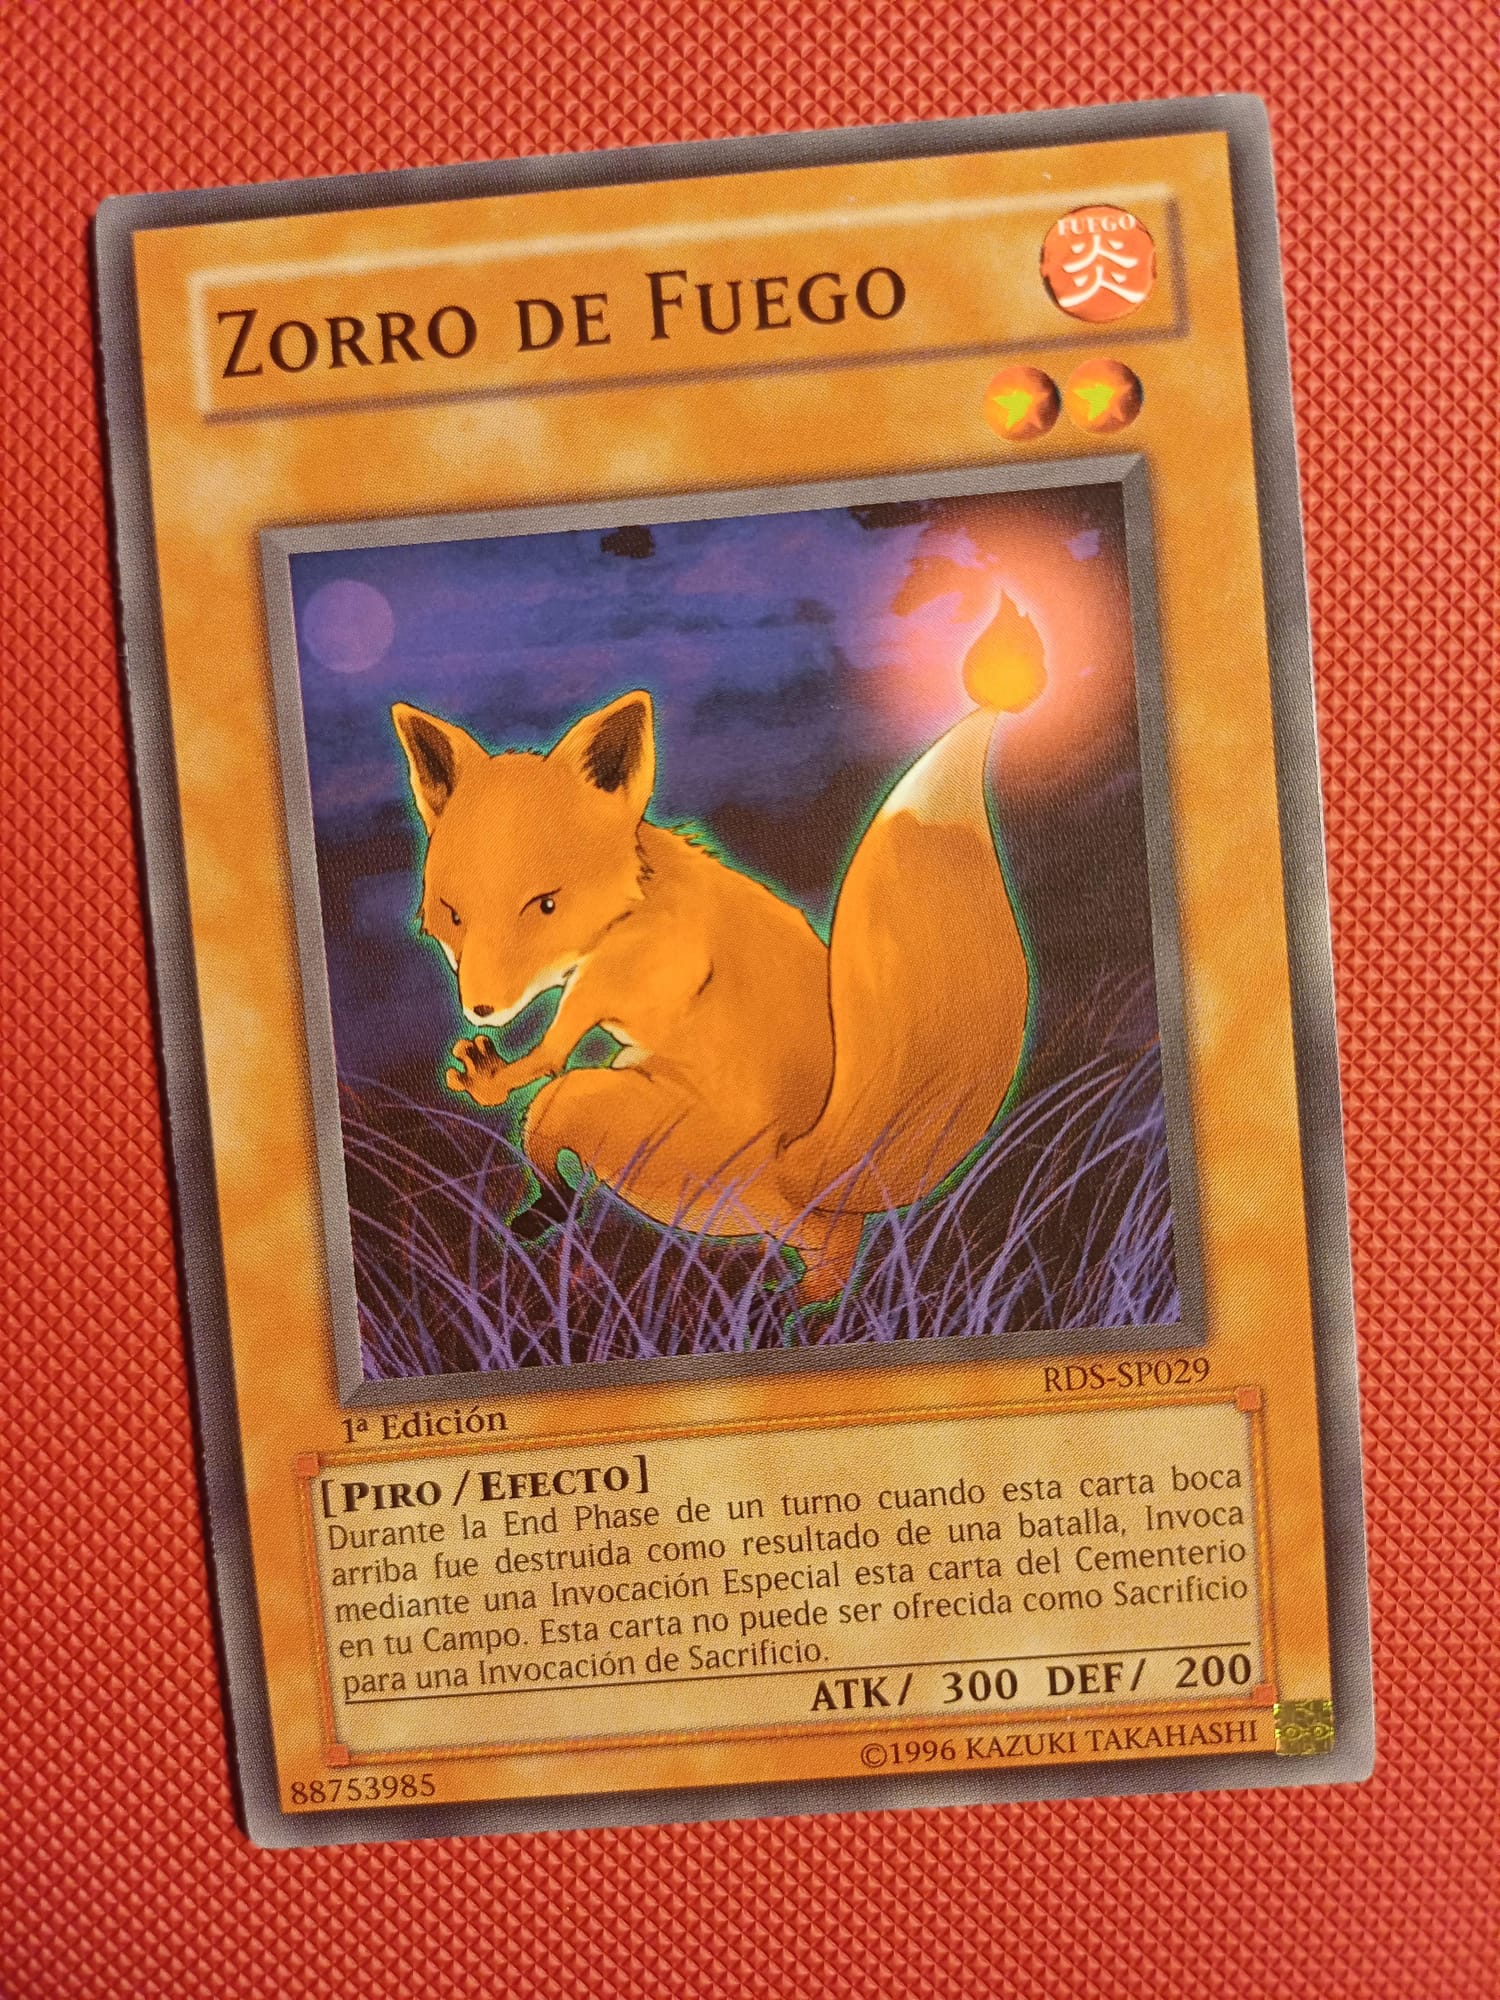 ZORRO DE FUEGO
FUEGO
炎
RDS-SP029
1ª Edición
[PIRO / EFECTO]
Durante la End Phase de un turno cuando esta carta boca
arriba fue destruida como resultado de una batalla, Invoca
mediante una Invocación Especial esta carta del Cementerio
en tu Campo. Esta carta no puede ser ofrecida como Sacrificio
para una Invocación de Sacrificio.
ATK/ 300 DEF/ 200
©1996 KAZUKI TAKAHASHI
88753985